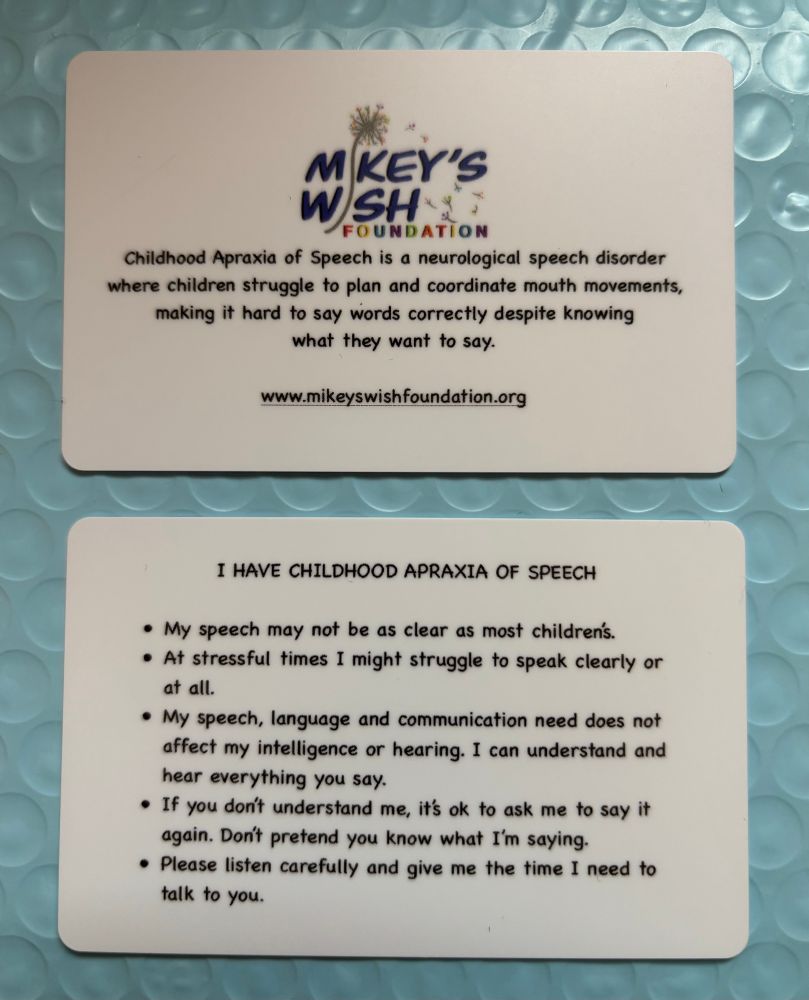 MIKEY'S
WISH
FOUNDATION
Childhood Apraxia of Speech is a neurological speech disorder
where children struggle to plan and coordinate mouth movements,
making it hard to say words correctly despite knowing
what they want to say.
www.mikeyswishfoundation.org
I HAVE CHILDHOOD APRAXIA OF SPEECH
• My speech may not be as clear as most children's.
• At stressful times I might struggle to speak clearly or
at all.
• My speech, language and communication need does not
affect my intelligence or hearing. I can understand and
hear everything you say.
• If you don't understand me, it's ok to ask me to say it
again. Don't pretend you know what I'm saying.
• Please listen carefully and give me the time I need to
talk to you.